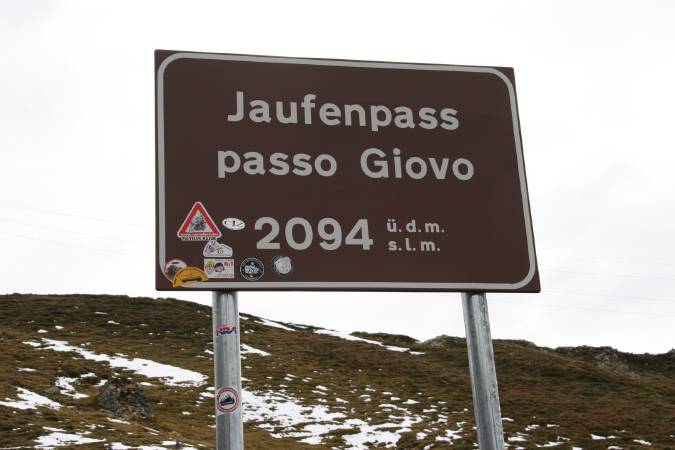 Jaufenpass
passo Giovo
2094 ü.d.m.
s.l.m.